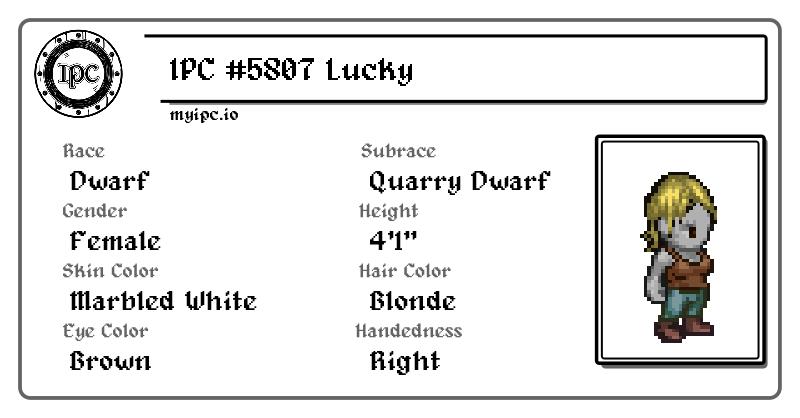 IPC
IPC #5807 Lucky
myipc.io
Race
Dwarf
Subrace
Quarry Dwarf
Gender
Female
Height
4'1"
Skin Color
Marbled White
Hair Color
Blonde
Eye Color
Brown
Handedness
Right